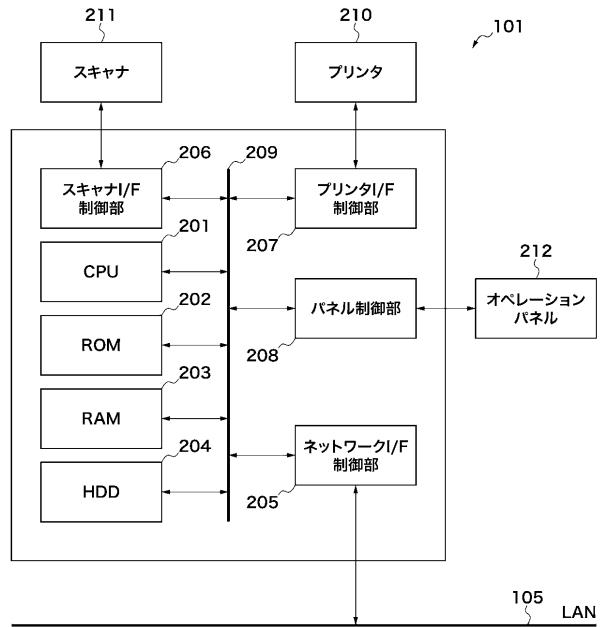 211
210
101
スキャナ
プリンタ
206
209
スキャナI/F
制御部
プリンタI/F
制御部
201
207
CPU
212
202
パネル制御部
オペレーション
パネル
ROM
208
203
RAM
204
ネットワークI/F
制御部
HDD
205
105
LAN